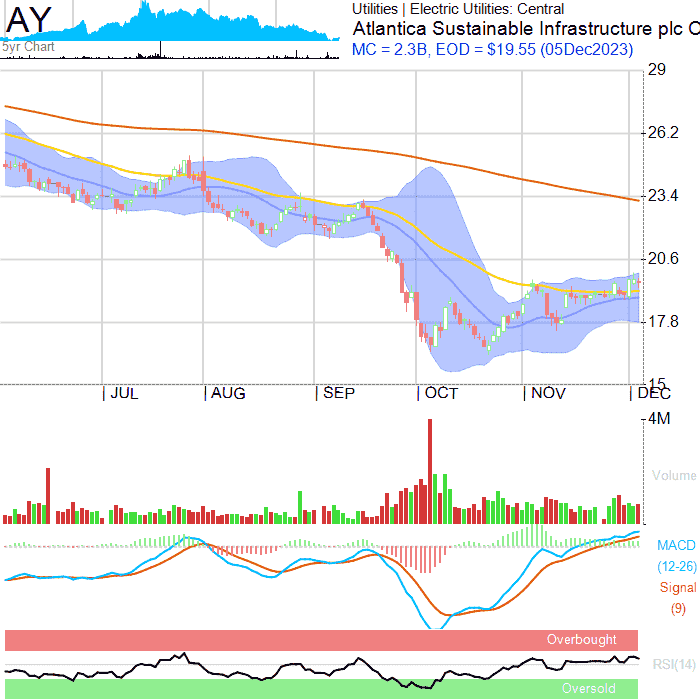 AY
5yr Chart
Utilities | Electric Utilities: Central
Atlantica Sustainable Infrastructure plc O
MC = 2.3B, EOD = $19.55 (05Dec2023)
29
26.2
23.4
20.6
17.8
15
| JUL | AUG | SEP | OCT | NOV | DEC
4M
Volume
MACD
(12-26)
Signal
(9)
Overbought
RSI(14)
Oversold